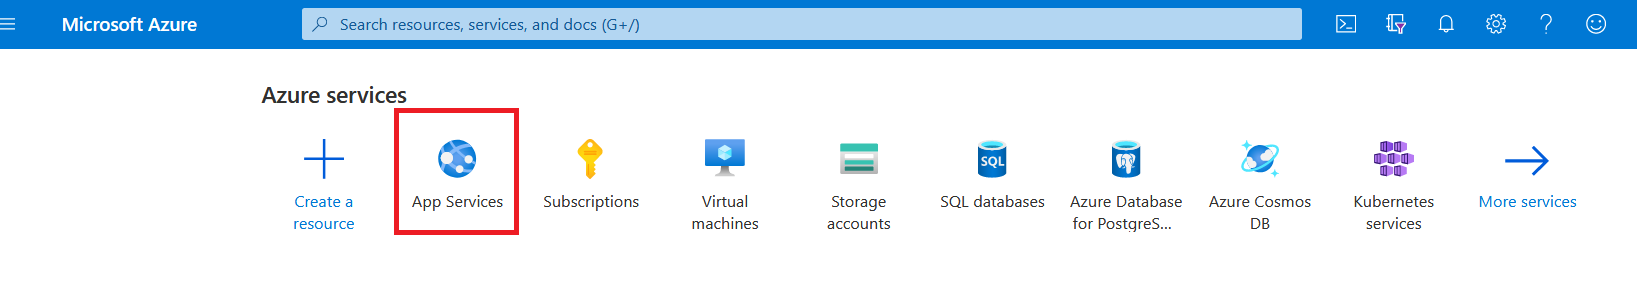 Microsoft Azure
Search resources, services, and docs (G+/)
Azure services
Create a
resource
App Services
Subscriptions
Virtual
machines
Storage
accounts
SQL
SQL databases
Azure Database
for PostgreS...
Azure Cosmos
DB
Kubernetes
services
More services